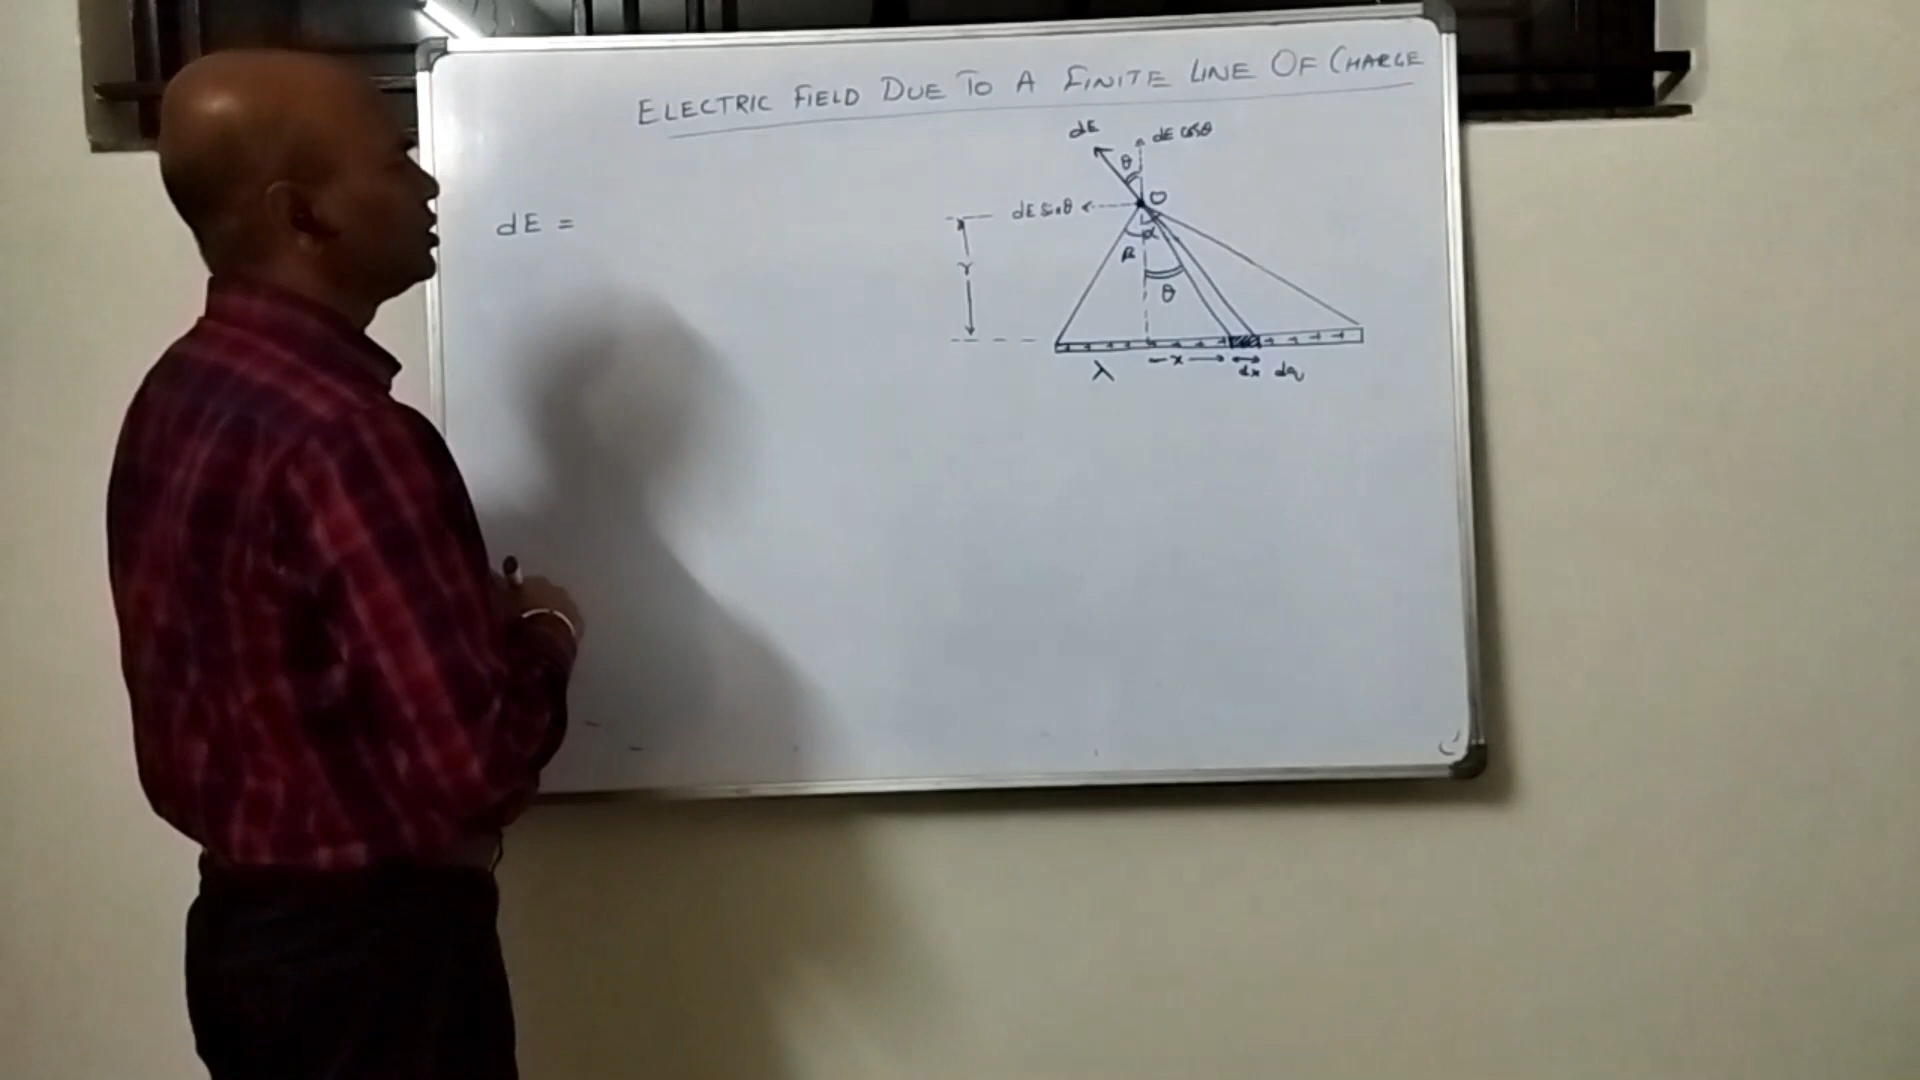 ELECTRIC FIELD DUE TO A FINITE LINE OF CHARGE
dE
dE cosθ
θ
O
dE sinθ
dE =
α
β
r
θ
x
λ
dx dq